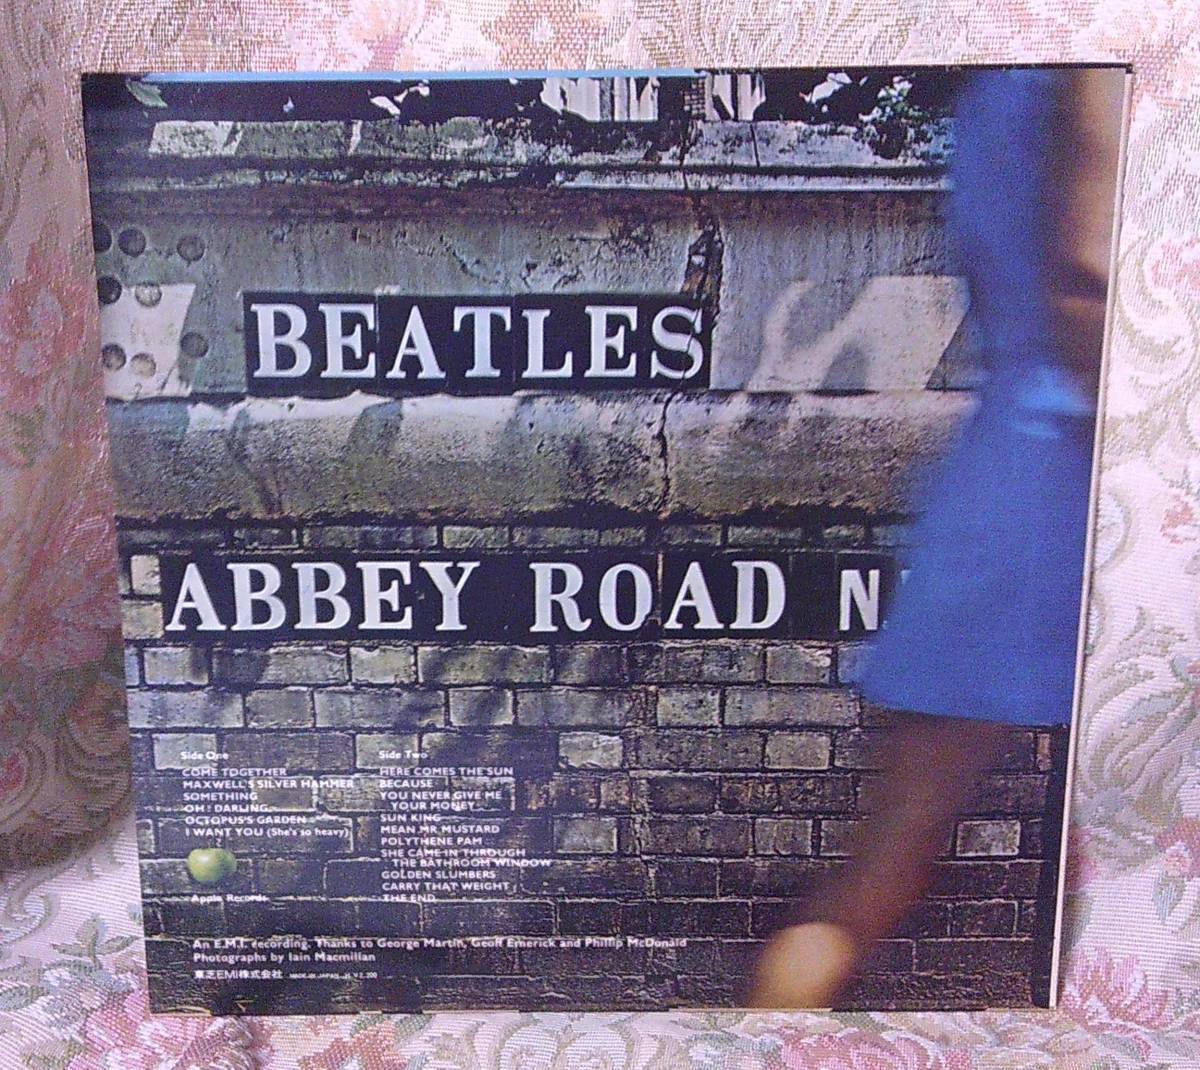 BEATLES
ABBEY ROAD N
Side One
COME TOGETHER
MAXWELL'S SILVER HAMMER
SOMETHING
OH! DARLING
OCTOPUS'S GARDEN
I WANT YOU (She's so heavy)
Apple Records
Side Two
HERE COMES THE SUN
BECAUSE
YOU NEVER GIVE ME
YOUR MONEY
SUN KING
MEAN MR MUSTARD
POLYTHENE PAM
SHE CAME IN THROUGH
THE BATHROOM WINDOW
GOLDEN SLUMBERS
CARRY THAT WEIGHT
THE END
An E.M.I. recording. Thanks to George Martin, Geoff Emerick and Phillip McDonald
Photographs by Iain Macmillan
東芝EMI株式会社 MADE IN JAPAN